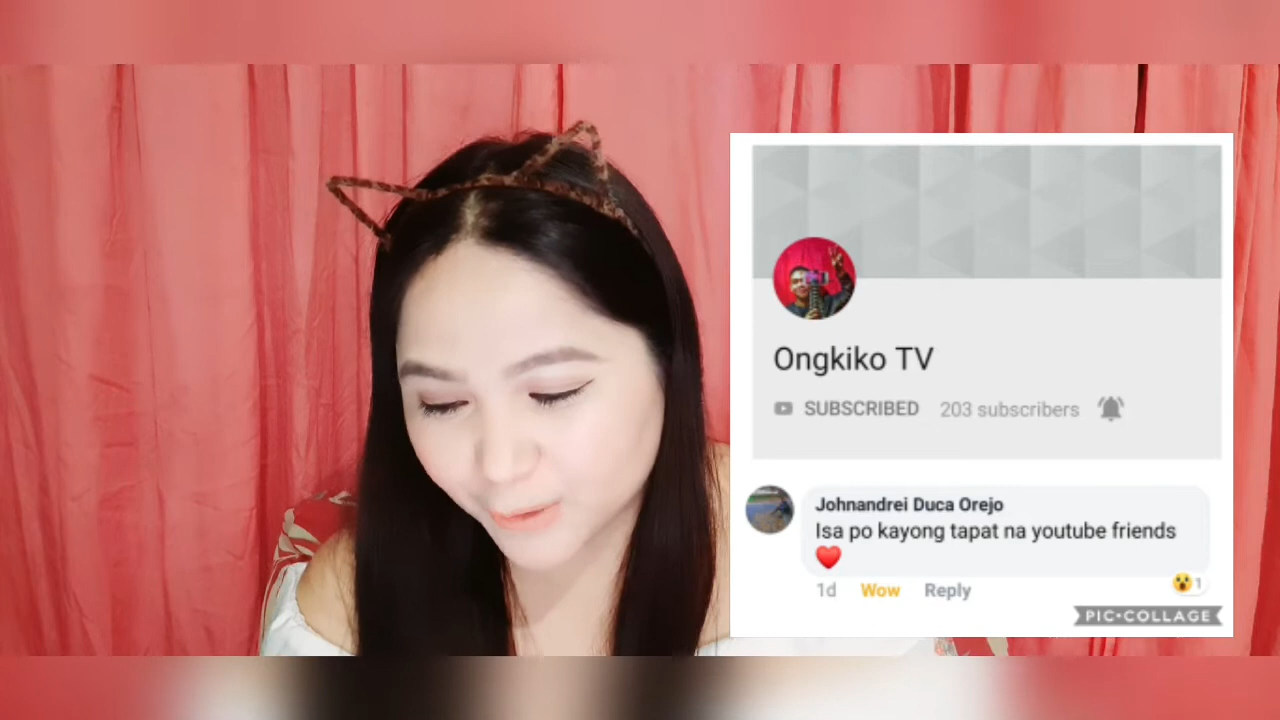 Ongkiko TV
SUBSCRIBED 203 subscribers
Johnandrei Duca Orejo
Isa po kayong tapat na youtube friends
❤️
1d Wow Reply 😮 1
PIC•COLLAGE